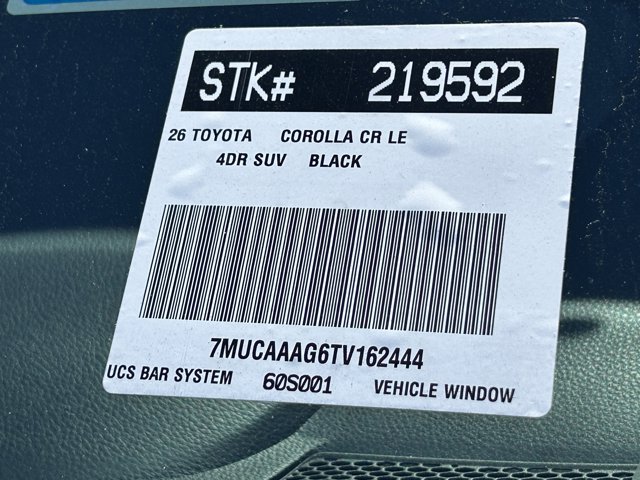 STK# 219592
26 TOYOTA COROLLA CR LE
4DR SUV BLACK
7MUCAAAG6TV162444
UCS BAR SYSTEM 60S001 VEHICLE WINDOW